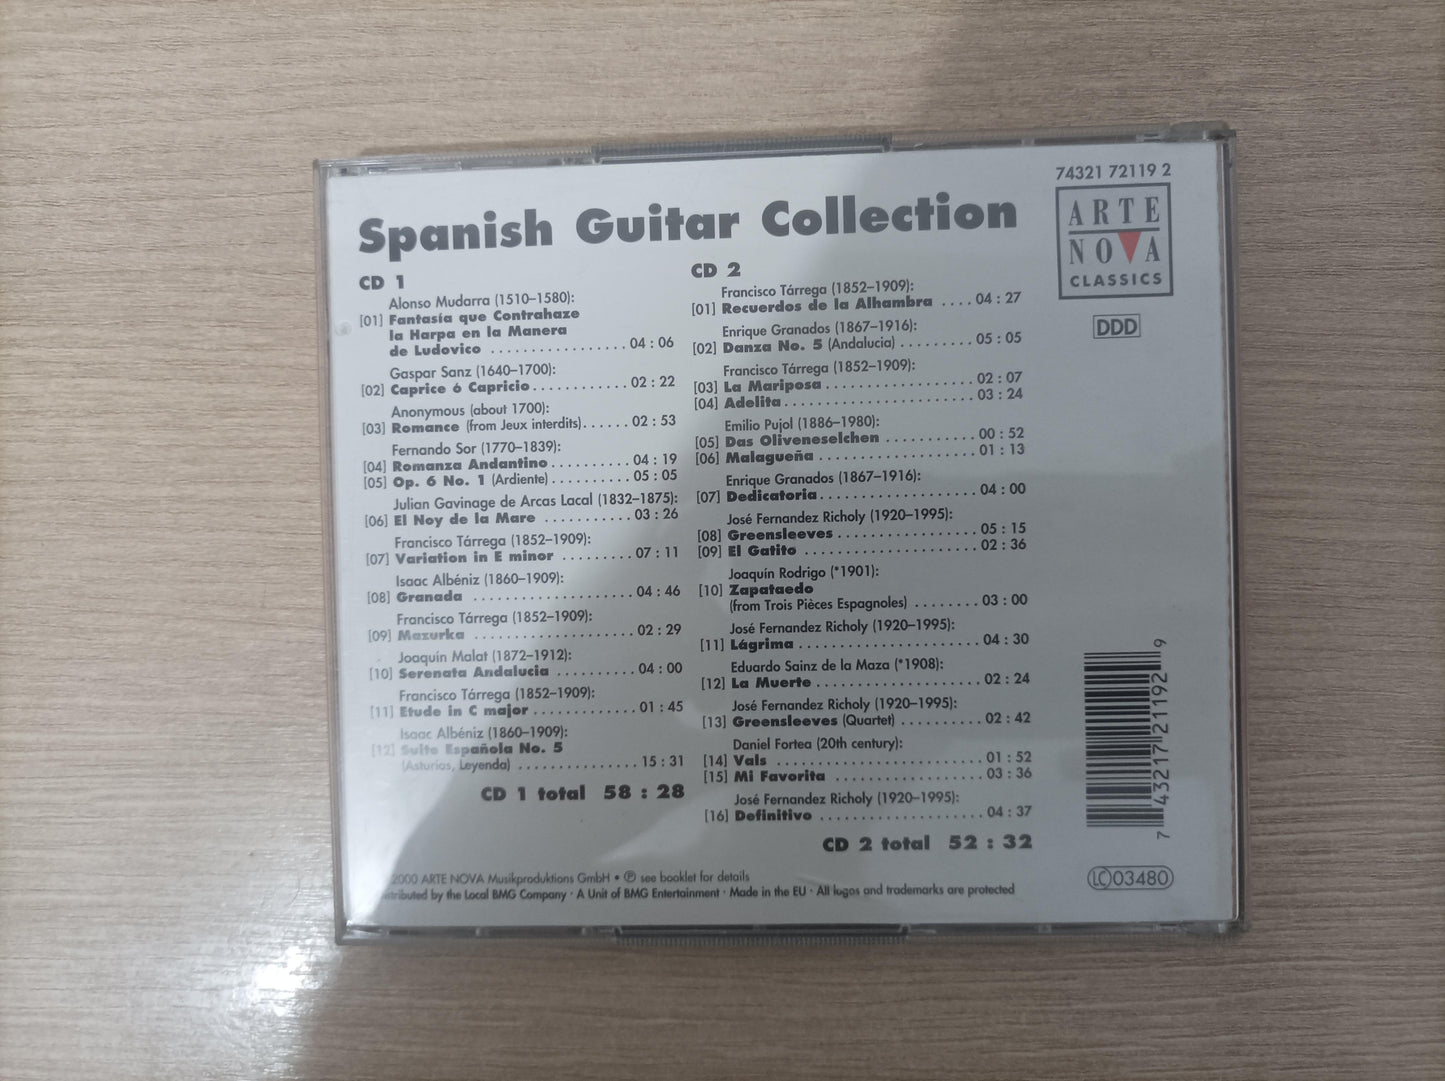 Spanish Guitar Collection
CD 1
Alonso Mudarra (1510–1580):
[01] Fantasía que Contrahaze
la Harpa en la Manera
de Ludovico .................. 04 : 06
Gaspar Sanz (1640–1700):
[02] Caprice ó Capricio ............ 02 : 22
Anonymous (about 1700):
[03] Romance (from Jeux interdits) ...... 02 : 53
Fernando Sor (1770–1839):
[04] Romanza Andantino .......... 04 : 19
[05] Op. 6 No. 1 (Ardiente) .......... 05 : 05
Julian Gavinage de Arcas Lacal (1832–1875):
[06] El Noy de la Mare ........... 03 : 26
Francisco Tárrega (1852–1909):
[07] Variation in E minor ......... 07 : 11
Isaac Albéniz (1860–1909):
[08] Granada .................... 04 : 46
Francisco Tárrega (1852–1909):
[09] Mazurka .................... 02 : 29
Joaquín Malat (1872–1912):
[10] Serenata Andalucia .......... 04 : 00
Francisco Tárrega (1852–1909):
[11] Etude in C major ............. 01 : 45
Isaac Albéniz (1860–1909):
[12] Suite Española No. 5
(Asturias, Leyenda) ............... 15 : 31
CD 1 total 58 : 28
CD 2
Francisco Tárrega (1852–1909):
[01] Recuerdos de la Alhambra .... 04 : 27
Enrique Granados (1867–1916):
[02] Danza No. 5 (Andalucia) ......... 05 : 05
Francisco Tárrega (1852–1909):
[03] La Mariposa .................. 02 : 07
[04] Adelita ....................... 03 : 24
Emilio Pujol (1886–1980):
[05] Das Oliveneselchen ........... 00 : 52
[06] Malagueña ................... 01 : 13
Enrique Granados (1867–1916):
[07] Dedicatoria ................... 04 : 00
José Fernandez Richoly (1920–1995):
[08] Greensleeves ................. 05 : 15
[09] El Gatito ..................... 02 : 36
Joaquín Rodrigo (*1901):
[10] Zapataedo
(from Trois Pièces Espagnoles) ........ 03 : 00
José Fernandez Richoly (1920–1995):
[11] Lágrima ...................... 04 : 30
Eduardo Sainz de la Maza (*1908):
[12] La Muerte .................... 02 : 24
José Fernandez Richoly (1920–1995):
[13] Greensleeves (Quartet) .......... 02 : 42
Daniel Fortea (20th century):
[14] Vals ......................... 01 : 52
[15] Mi Favorita .................. 03 : 36
José Fernandez Richoly (1920–1995):
[16] Definitivo .................... 04 : 37
CD 2 total 52 : 32
74321 72119 2
ARTE
NOVA
CLASSICS
DDD
7 43217 21192 9
LC 03480
2000 ARTE NOVA Musikproduktions GmbH • ℗ see booklet for details
tributed by the Local BMG Company · A Unit of BMG Entertainment · Made in the EU · All logos and trademarks are protected